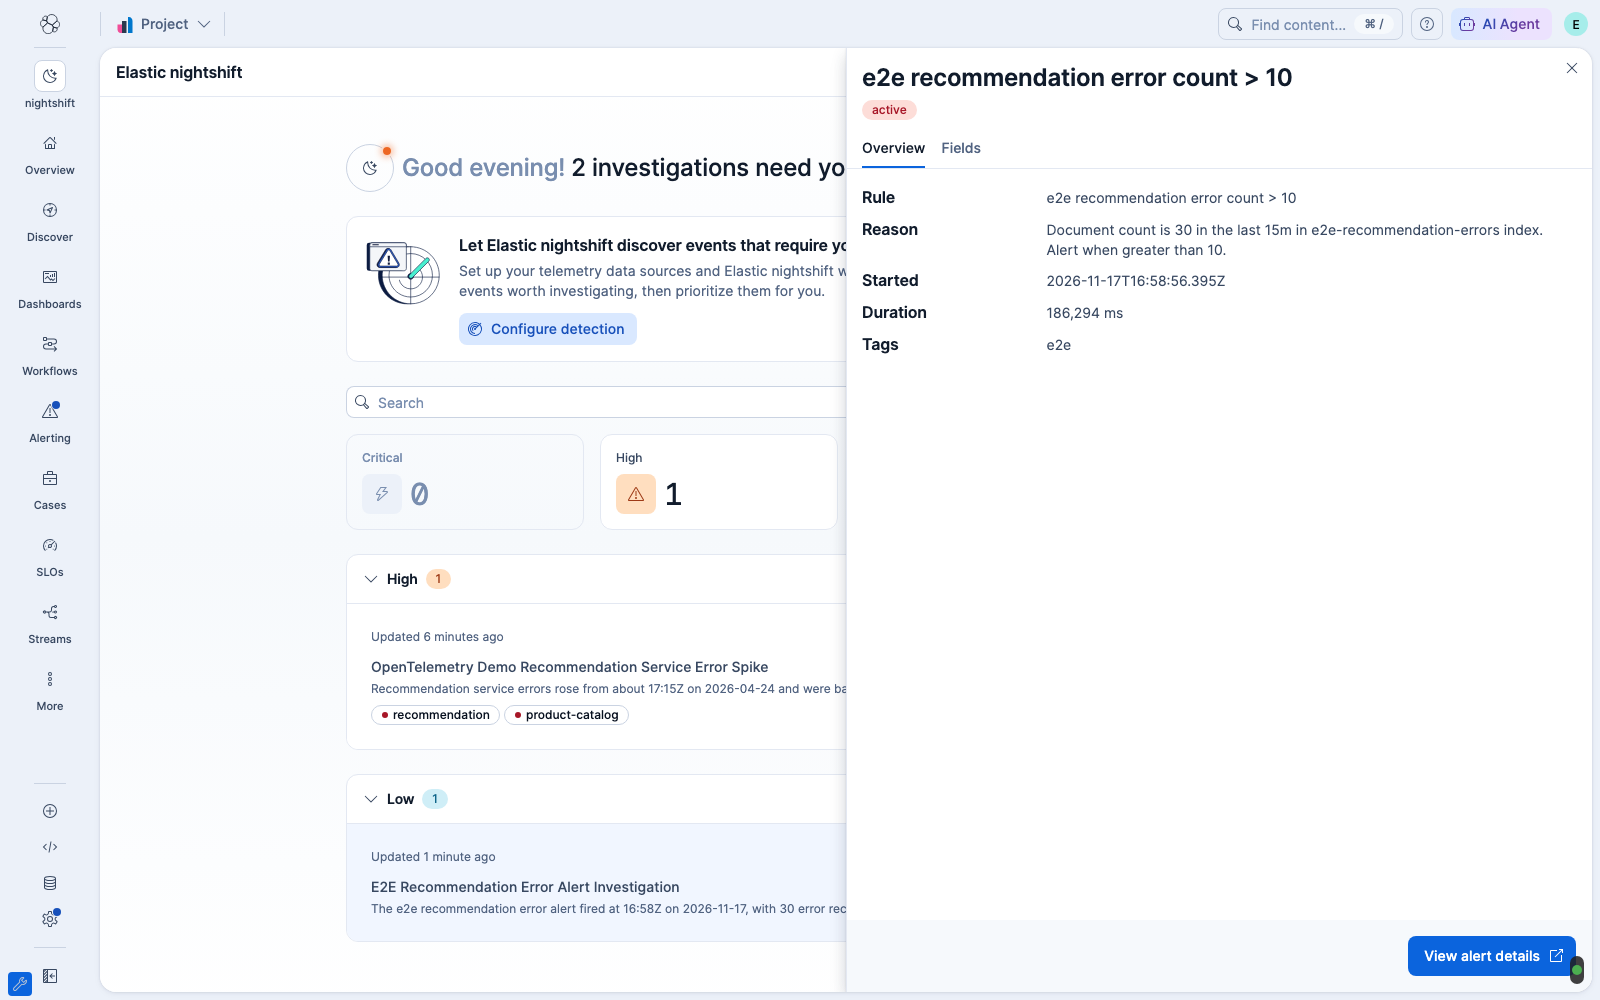 Project
Find content...
⌘ /
AI Agent
E
nightshift
Overview
Discover
Dashboards
Workflows
Alerting
Cases
SLOs
Streams
More
Elastic nightshift
Good evening! 2 investigations need yo
Let Elastic nightshift discover events that require yo
Set up your telemetry data sources and Elastic nightshift w
events worth investigating, then prioritize them for you.
Configure detection
Search
Critical
0
High
1
High 1
Updated 6 minutes ago
OpenTelemetry Demo Recommendation Service Error Spike
Recommendation service errors rose from about 17:15Z on 2026-04-24 and were ba
recommendation
product-catalog
Low 1
Updated 1 minute ago
E2E Recommendation Error Alert Investigation
The e2e recommendation error alert fired at 16:58Z on 2026-11-17, with 30 error rec
e2e recommendation error count > 10
active
Overview Fields
Rule e2e recommendation error count > 10
Reason Document count is 30 in the last 15m in e2e-recommendation-errors index.
Alert when greater than 10.
Started 2026-11-17T16:58:56.395Z
Duration 186,294 ms
Tags e2e
View alert details